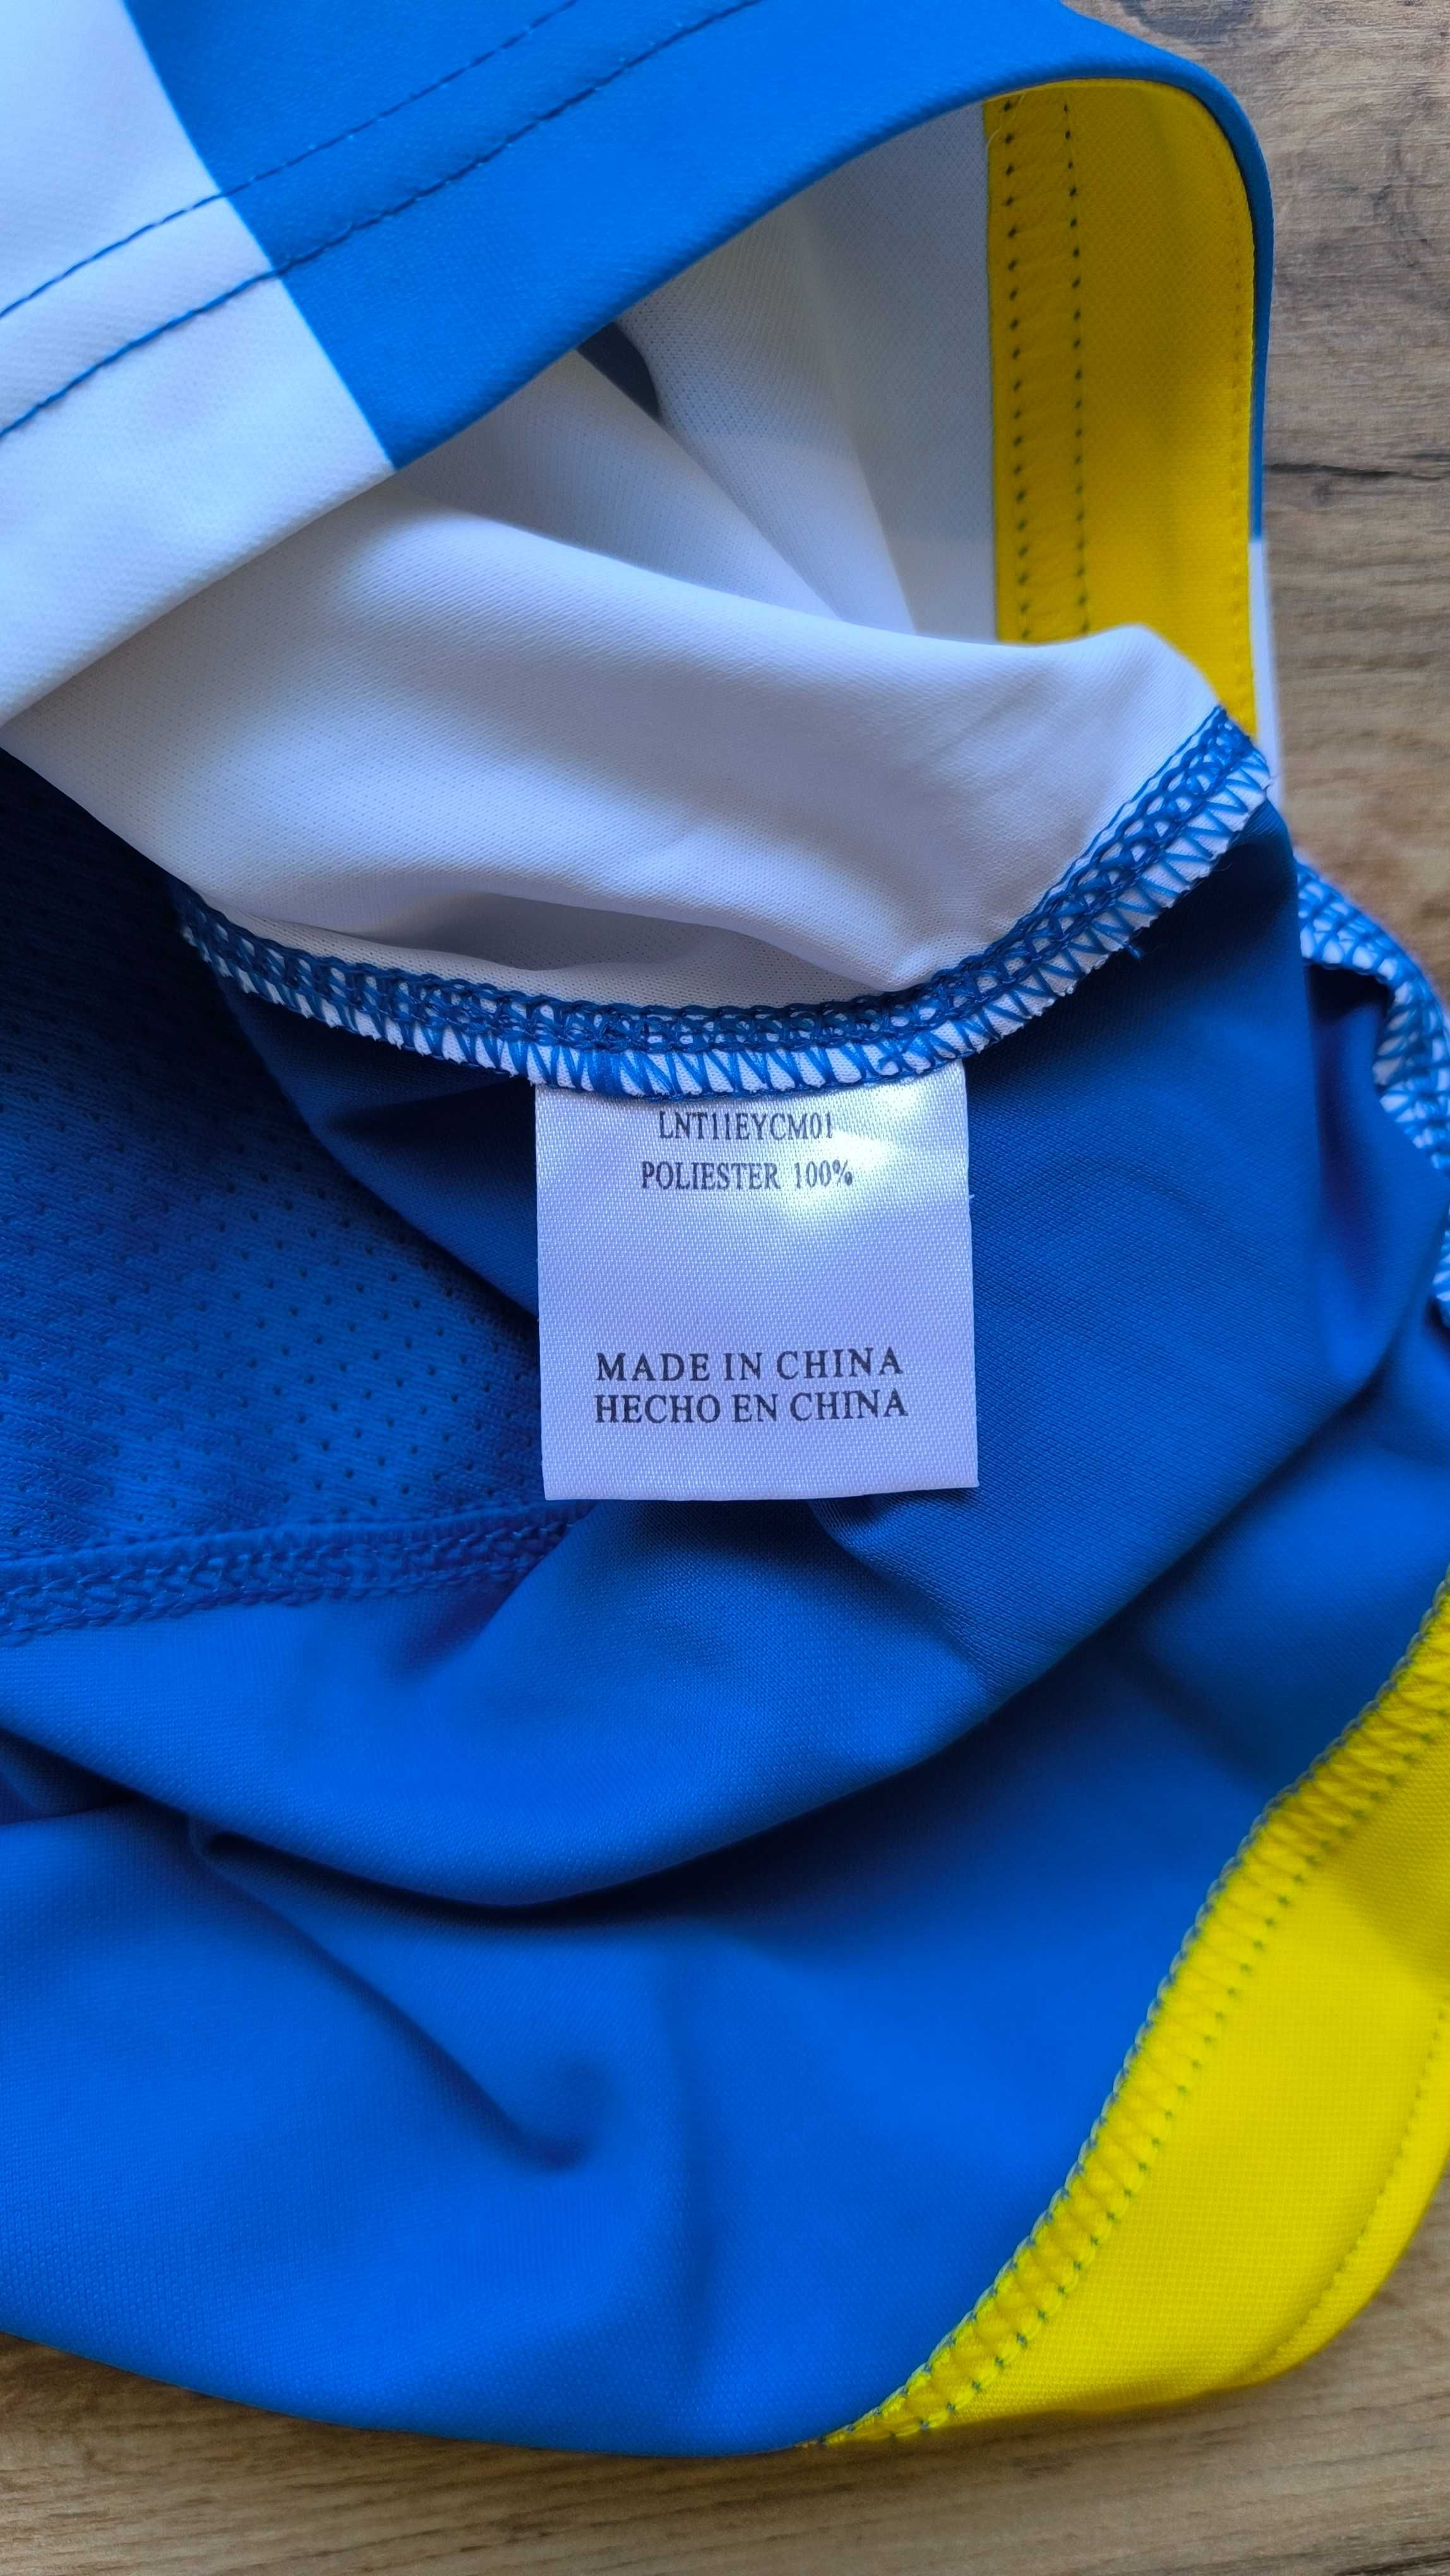 LNT11EYCM01
POLIESTER 100%
MADE IN CHINA
HECHO EN CHINA